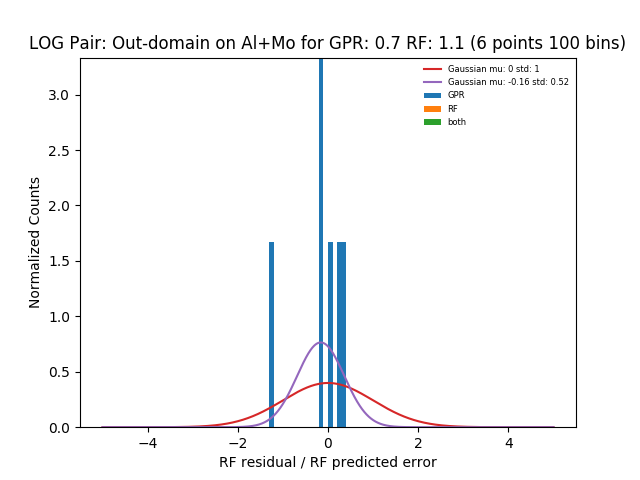 LOG Pair: Out-domain on Al+Mo for GPR: 0.7 RF: 1.1 (6 points 100 bins)
Gaussian mu: 0 std: 1
Gaussian mu: -0.16 std: 0.52
GPR
RF
both
Normalized Counts
3.0
2.5
2.0
1.5
1.0
0.5
0.0
−4 −2 0 2 4
RF residual / RF predicted error